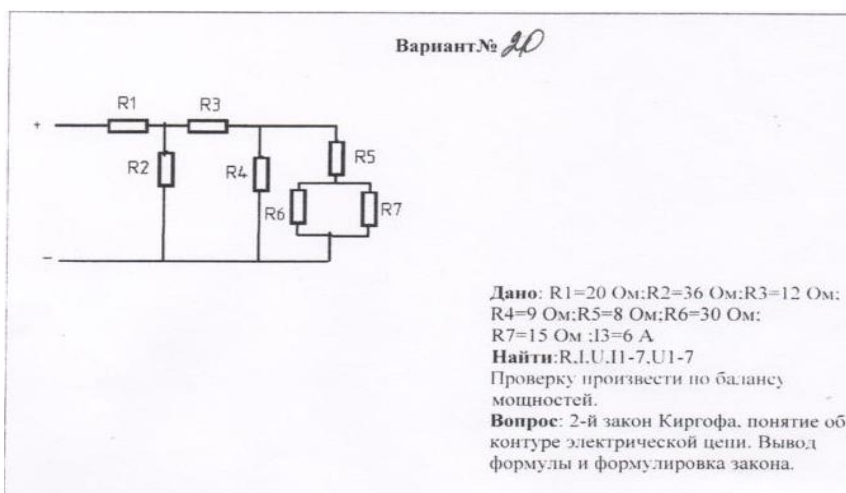 Вариант№ 20
R1 R3
+
R2 R4 R5
R6 R7
−
Дано: R1=20 Ом;R2=36 Ом;R3=12 Ом;
R4=9 Ом;R5=8 Ом;R6=30 Ом;
R7=15 Ом ;I3=6 А
Найти:R,I,U,I1-7,U1-7
Проверку произвести по балансу
мощностей.
Вопрос: 2-й закон Киргофа, понятие об
контуре электрической цепи. Вывод
формулы и формулировка закона.